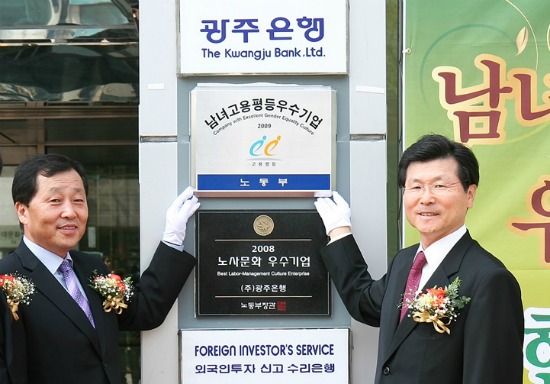 광주은행
The Kwangju Bank.Ltd.
남녀고용평등우수기업
Company with Excellent Gender Equality Culture
2009
고용평등
노동부
2008
노사문화 우수기업
Best Labor-Management Culture Enterprise
(주)광주은행
노동부장관
FOREIGN INVESTOR'S SERVICE
외국인투자 신고 수리은행
남녀
우